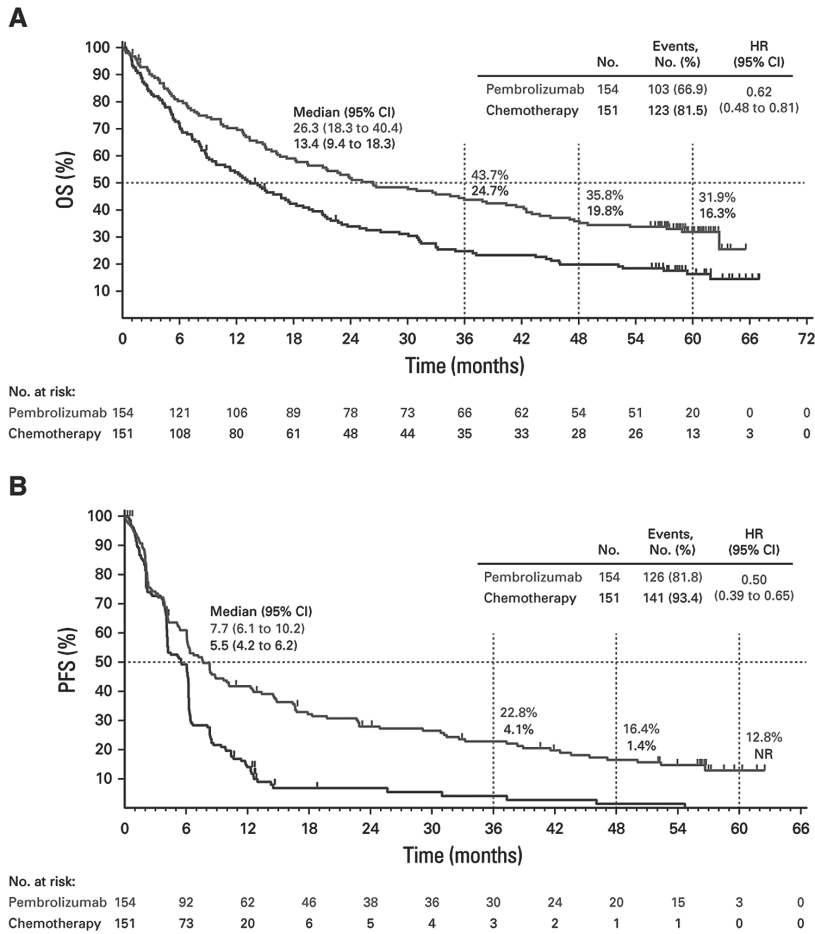 A
Events, HR
No. No. (%) (95% CI)
Pembrolizumab 154 103 (66.9) 0.62
Chemotherapy 151 123 (81.5) (0.48 to 0.81)
Median (95% CI)
26.3 (18.3 to 40.4)
13.4 (9.4 to 18.3)
43.7%
24.7%
35.8%
19.8%
31.9%
16.3%
OS (%)
100
90
80
70
60
50
40
30
20
10
0 6 12 18 24 30 36 42 48 54 60 66 72
Time (months)
No. at risk:
Pembrolizumab 154 121 106 89 78 73 66 62 54 51 20 0 0
Chemotherapy 151 108 80 61 48 44 35 33 28 26 13 3 0
B
Events, HR
No. No. (%) (95% CI)
Pembrolizumab 154 126 (81.8) 0.50
Chemotherapy 151 141 (93.4) (0.39 to 0.65)
Median (95% CI)
7.7 (6.1 to 10.2)
5.5 (4.2 to 6.2)
22.8%
4.1%
16.4%
1.4%
12.8%
NR
PFS (%)
100
90
80
70
60
50
40
30
20
10
0 6 12 18 24 30 36 42 48 54 60 66
Time (months)
No. at risk:
Pembrolizumab 154 92 62 46 38 36 30 24 20 15 3 0
Chemotherapy 151 73 20 6 5 4 3 2 1 1 0 0